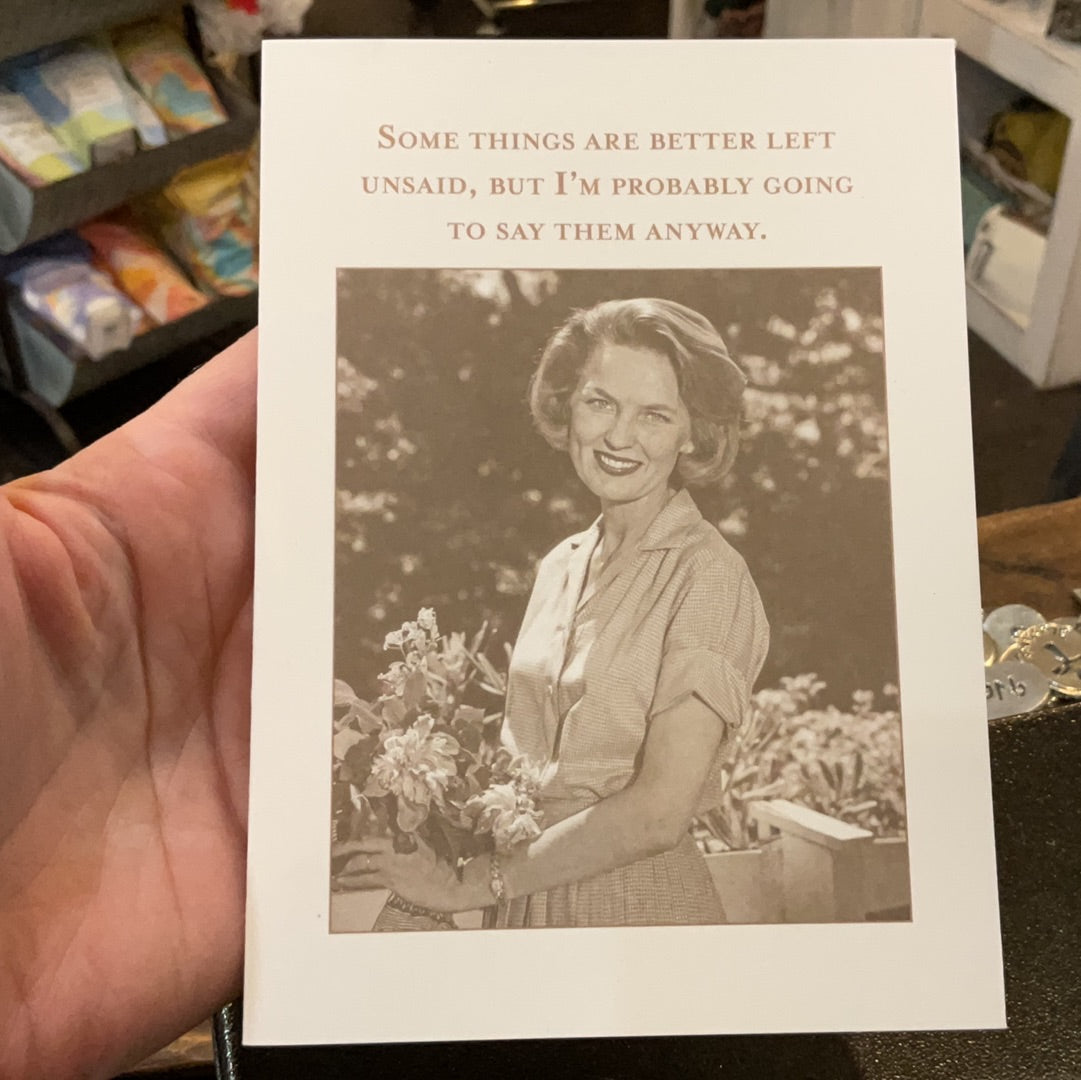 Some things are better left
unsaid, but I’m probably going
to say them anyway.